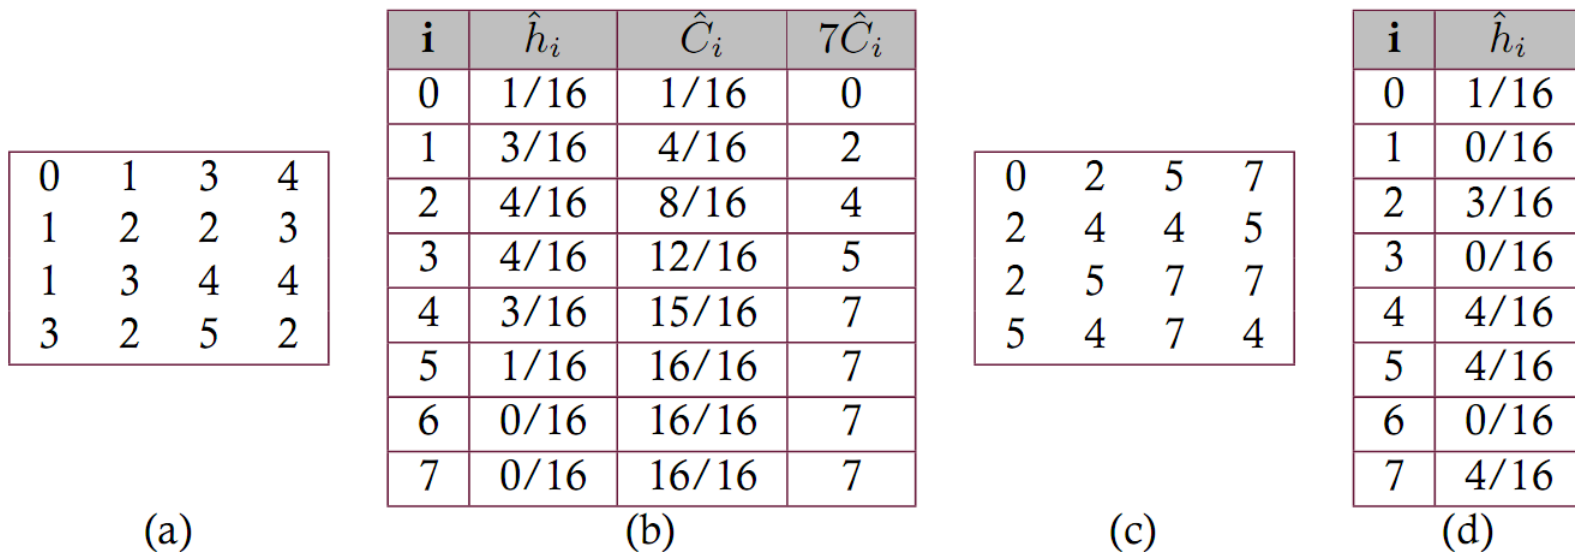 0 1 3 4
1 2 2 3
1 3 4 4
3 2 5 2
(a)
i ĥᵢ Ĉᵢ 7Ĉᵢ
0 1/16 1/16 0
1 3/16 4/16 2
2 4/16 8/16 4
3 4/16 12/16 5
4 3/16 15/16 7
5 1/16 16/16 7
6 0/16 16/16 7
7 0/16 16/16 7
(b)
0 2 5 7
2 4 4 5
2 5 7 7
5 4 7 4
(c)
i ĥᵢ
0 1/16
1 0/16
2 3/16
3 0/16
4 4/16
5 4/16
6 0/16
7 4/16
(d)